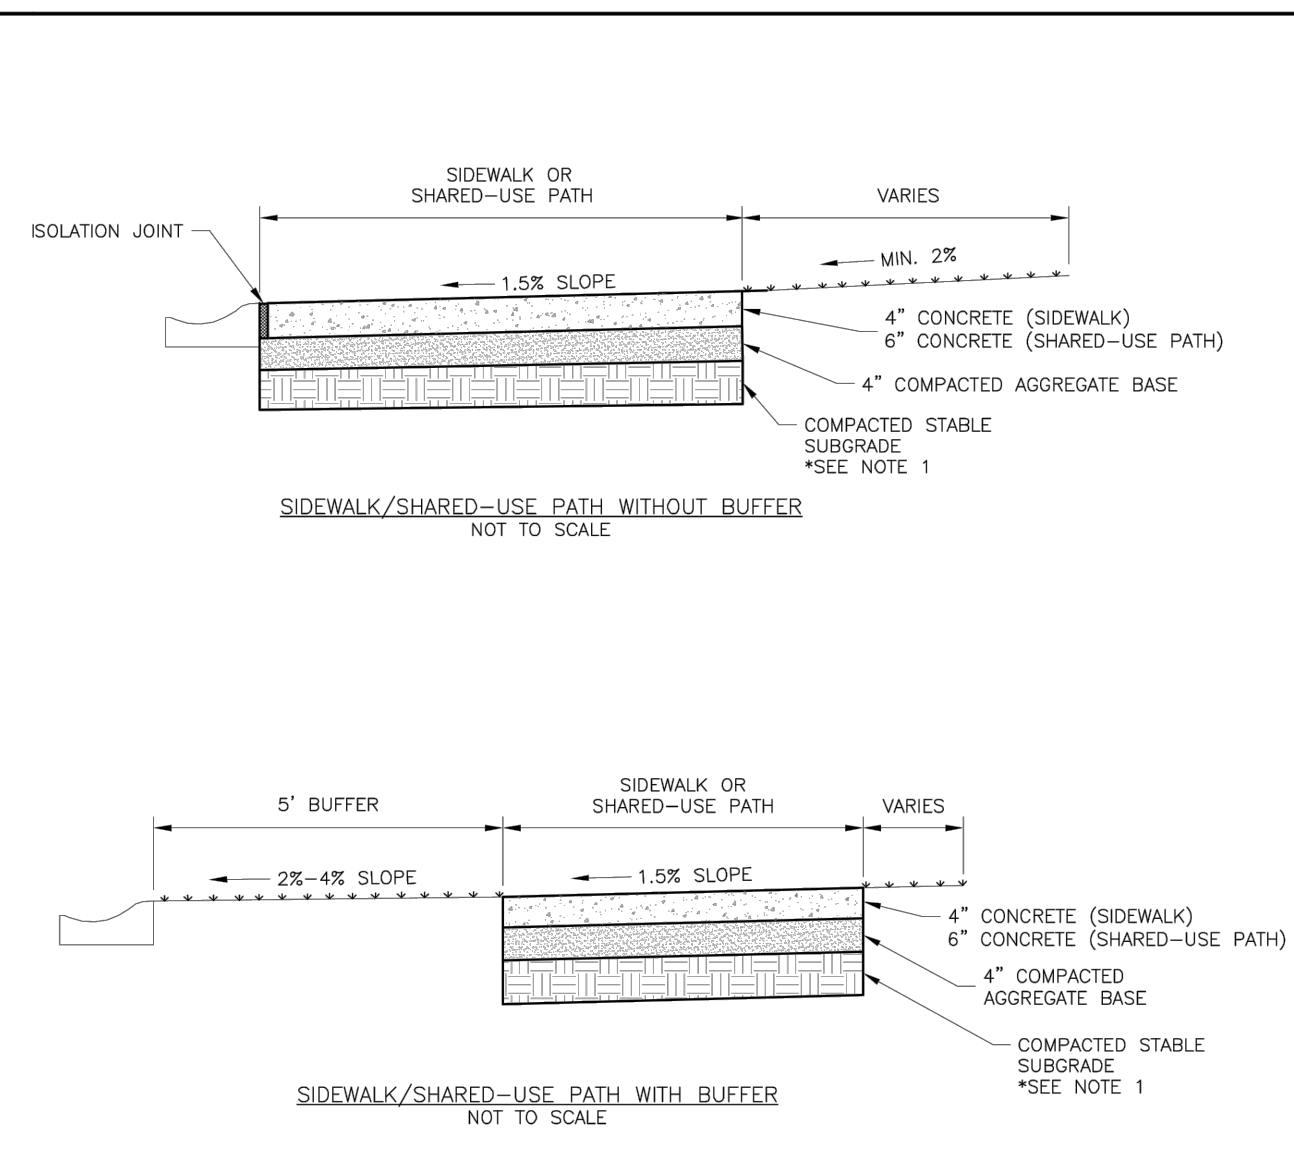 SIDEWALK OR
SHARED-USE PATH
VARIES
ISOLATION JOINT
MIN. 2%
1.5% SLOPE
4" CONCRETE (SIDEWALK)
6" CONCRETE (SHARED-USE PATH)
4" COMPACTED AGGREGATE BASE
COMPACTED STABLE
SUBGRADE
*SEE NOTE 1
SIDEWALK/SHARED-USE PATH WITHOUT BUFFER
NOT TO SCALE
SIDEWALK OR
SHARED-USE PATH
5' BUFFER
VARIES
2%-4% SLOPE
1.5% SLOPE
4" CONCRETE (SIDEWALK)
6" CONCRETE (SHARED-USE PATH)
4" COMPACTED
AGGREGATE BASE
COMPACTED STABLE
SUBGRADE
*SEE NOTE 1
SIDEWALK/SHARED-USE PATH WITH BUFFER
NOT TO SCALE